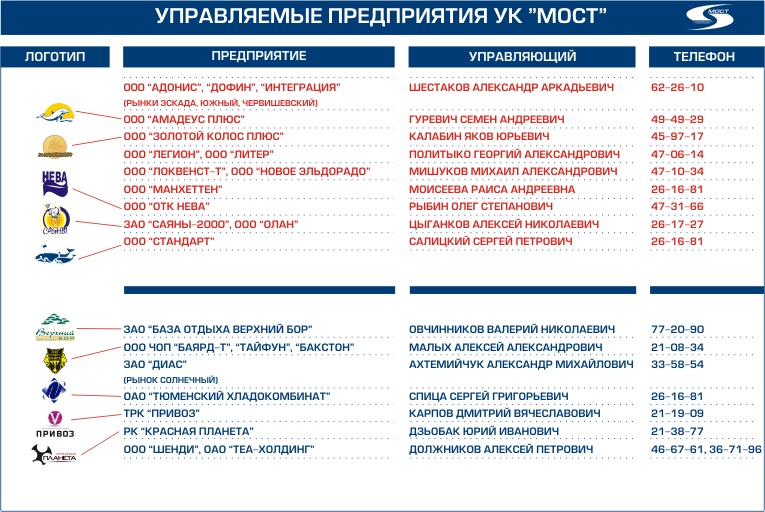 УПРАВЛЯЕМЫЕ ПРЕДПРИЯТИЯ УК "МОСТ"
МОСТ
ЛОГОТИП ПРЕДПРИЯТИЕ УПРАВЛЯЮЩИЙ ТЕЛЕФОН
ООО "АДОНИС", "ДОФИН", "ИНТЕГРАЦИЯ" ШЕСТАКОВ АЛЕКСАНДР АРКАДЬЕВИЧ 62-26-10
(РЫНКИ ЭСКАДА, ЮЖНЫЙ, ЧЕРВИШЕВСКИЙ)
ООО "АМАДЕУС ПЛЮС" ГУРЕВИЧ СЕМЕН АНДРЕЕВИЧ 49-49-29
ООО "ЗОЛОТОЙ КОЛОС ПЛЮС" КАЛАБИН ЯКОВ ЮРЬЕВИЧ 45-97-17
ООО "ЛЕГИОН", ООО "ЛИТЕР" ПОЛИТЫКО ГЕОРГИЙ АЛЕКСАНДРОВИЧ 47-06-14
ООО "ЛОКВЕНСТ-Т", ООО "НОВОЕ ЭЛЬДОРАДО" МИШУКОВ МИХАИЛ АЛЕКСАНДРОВИЧ 47-10-34
НЕВА
ООО "МАНХЕТТЕН" МОИСЕЕВА РАИСА АНДРЕЕВНА 26-16-81
ООО "ОТК НЕВА" РЫБИН ОЛЕГ СТЕПАНОВИЧ 47-31-66
ЗАО "САЯНЫ-2000", ООО "ОЛАН" ЦЫГАНКОВ АЛЕКСЕЙ НИКОЛАЕВИЧ 26-17-27
САЯНЫ
ООО "СТАНДАРТ" САЛИЦКИЙ СЕРГЕЙ ПЕТРОВИЧ 26-16-81
ЗАО "БАЗА ОТДЫХА ВЕРХНИЙ БОР" ОВЧИННИКОВ ВАЛЕРИЙ НИКОЛАЕВИЧ 77-20-90
Верхний
БОР
ООО ЧОП "БАЯРД-Т", "ТАЙФУН", "БАКСТОН" МАЛЫХ АЛЕКСЕЙ АЛЕКСАНДРОВИЧ 21-08-34
ЗАО "ДИАС" АХТЕМИЙЧУК АЛЕКСАНДР МИХАЙЛОВИЧ 33-58-54
(РЫНОК СОЛНЕЧНЫЙ)
ОАО "ТЮМЕНСКИЙ ХЛАДОКОМБИНАТ" СПИЦА СЕРГЕЙ ГРИГОРЬЕВИЧ 26-16-81
ТРК "ПРИВОЗ" КАРПОВ ДМИТРИЙ ВЯЧЕСЛАВОВИЧ 21-19-09
ПРИВОЗ
РК "КРАСНАЯ ПЛАНЕТА" ДЗЬОБАК ЮРИЙ ИВАНОВИЧ 21-38-77
ООО "ШЕНДИ", ОАО "ТЕА-ХОЛДИНГ" ДОЛЖНИКОВ АЛЕКСЕЙ ПЕТРОВИЧ 46-67-61, 36-71-96
ПЛАНЕТА